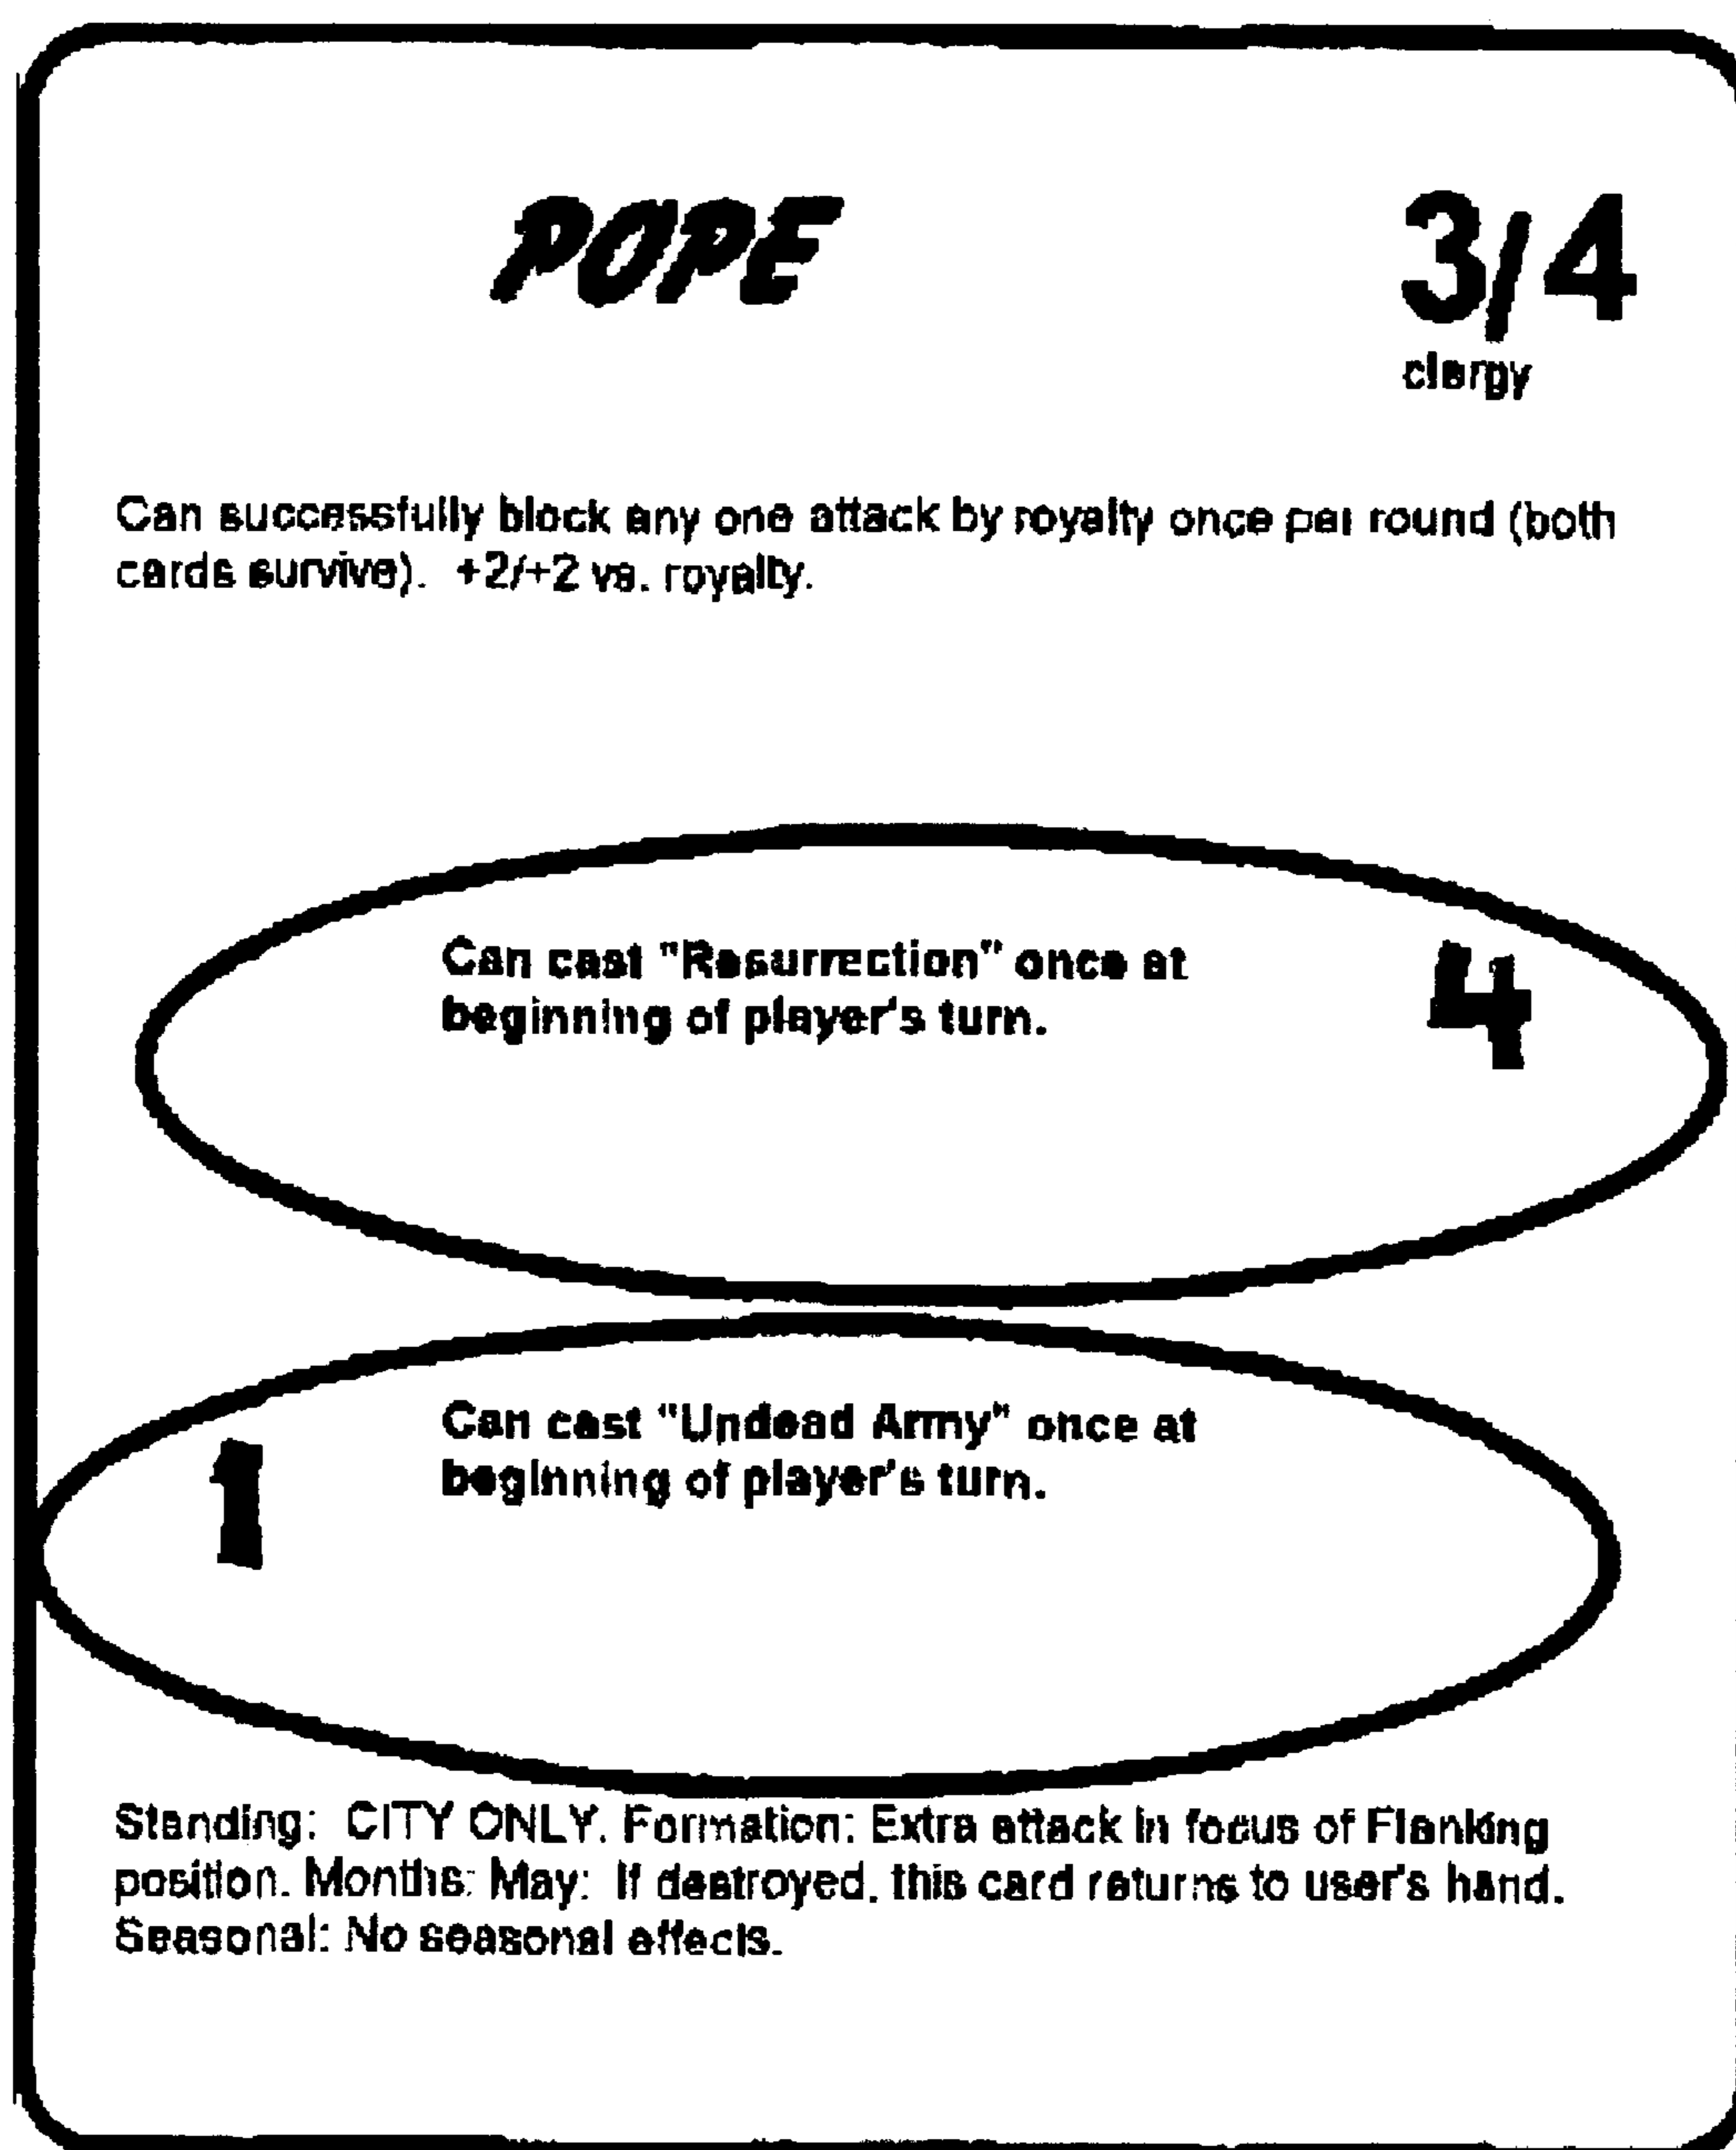 POPE
3/4
clergy
Can successfully block any one attack by royalty once per round (both
cards survive).  +2/+2 vs. royalty.
Can cast "Resurrection" once at
beginning of player's turn.
4
Can cast "Undead Army" once at
beginning of player's turn.
1
Standing:  CITY ONLY. Formation: Extra attack in focus of Flanking
position. Months: May:  If destroyed, this card returns to user's hand.
Seasonal: No seasonal effects.